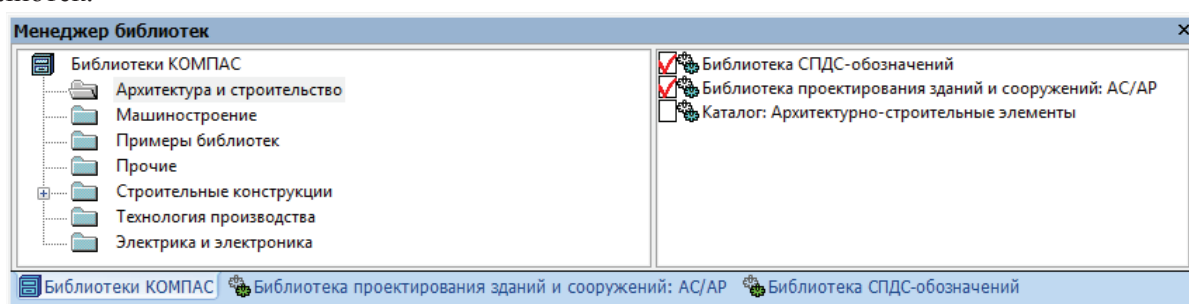 Менеджер библиотек
Библиотеки КОМПАС
Архитектура и строительство
Машиностроение
Примеры библиотек
Прочие
Строительные конструкции
Технология производства
Электрика и электроника
Библиотека СПДС-обозначений
Библиотека проектирования зданий и сооружений: АС/АР
Каталог: Архитектурно-строительные элементы
Библиотеки КОМПАС Библиотека проектирования зданий и сооружений: АС/АР Библиотека СПДС-обозначений